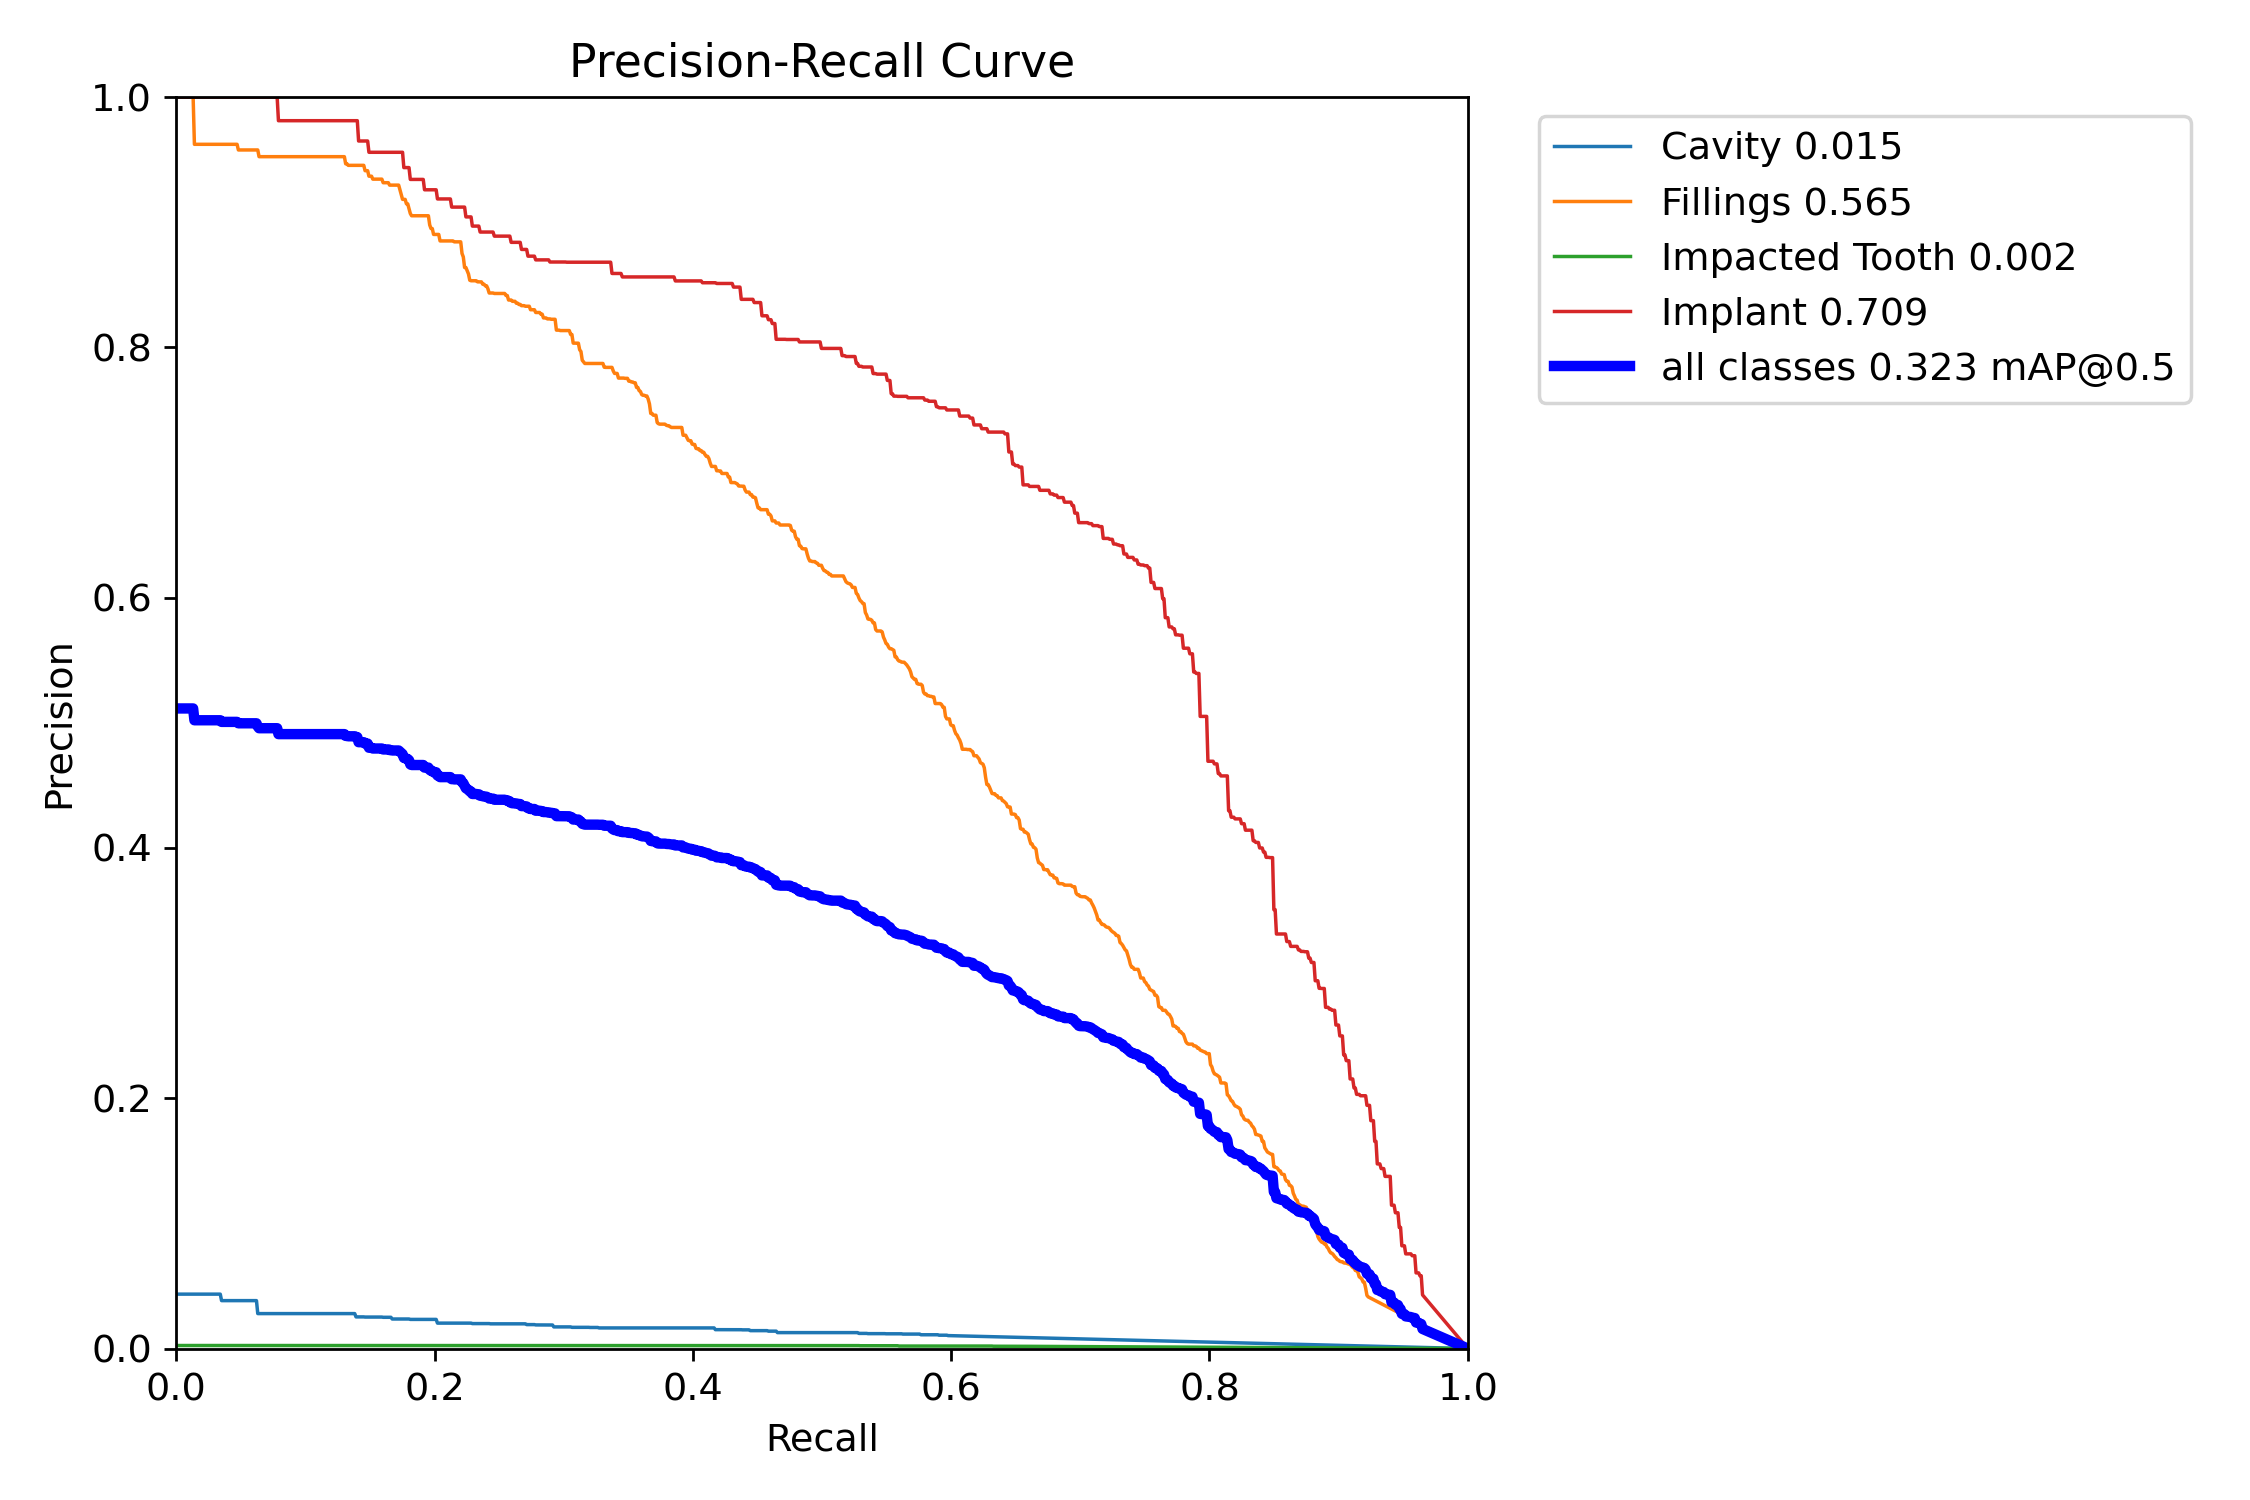 Precision-Recall Curve
1.0
0.8
0.6
0.4
0.2
0.0
Precision
0.0 0.2 0.4 0.6 0.8 1.0
Recall
Cavity 0.015
Fillings 0.565
Impacted Tooth 0.002
Implant 0.709
all classes 0.323 mAP@0.5